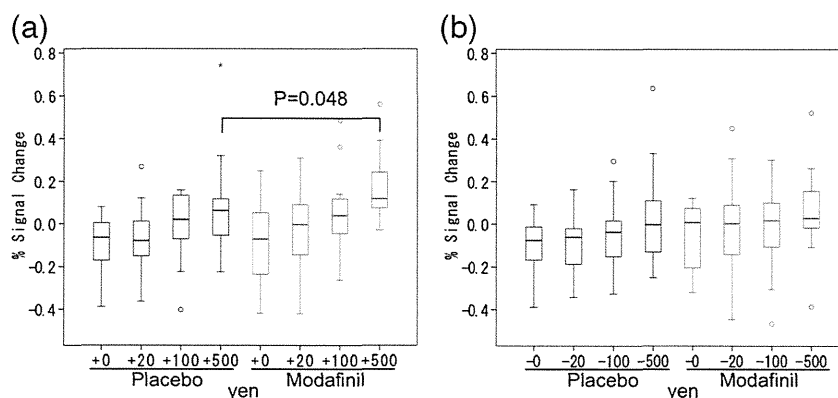 (a)
0.8
0.6
0.4
0.2
0.0
-0.2
-0.4
% Signal Change
P=0.048
+0 +20 +100 +500 +0 +20 +100 +500
Placebo Modafinil
yen
(b)
0.8
0.6
0.4
0.2
0.0
-0.2
-0.4
% Signal Change
-0 -20 -100 -500 -0 -20 -100 -500
Placebo Modafinil
yen